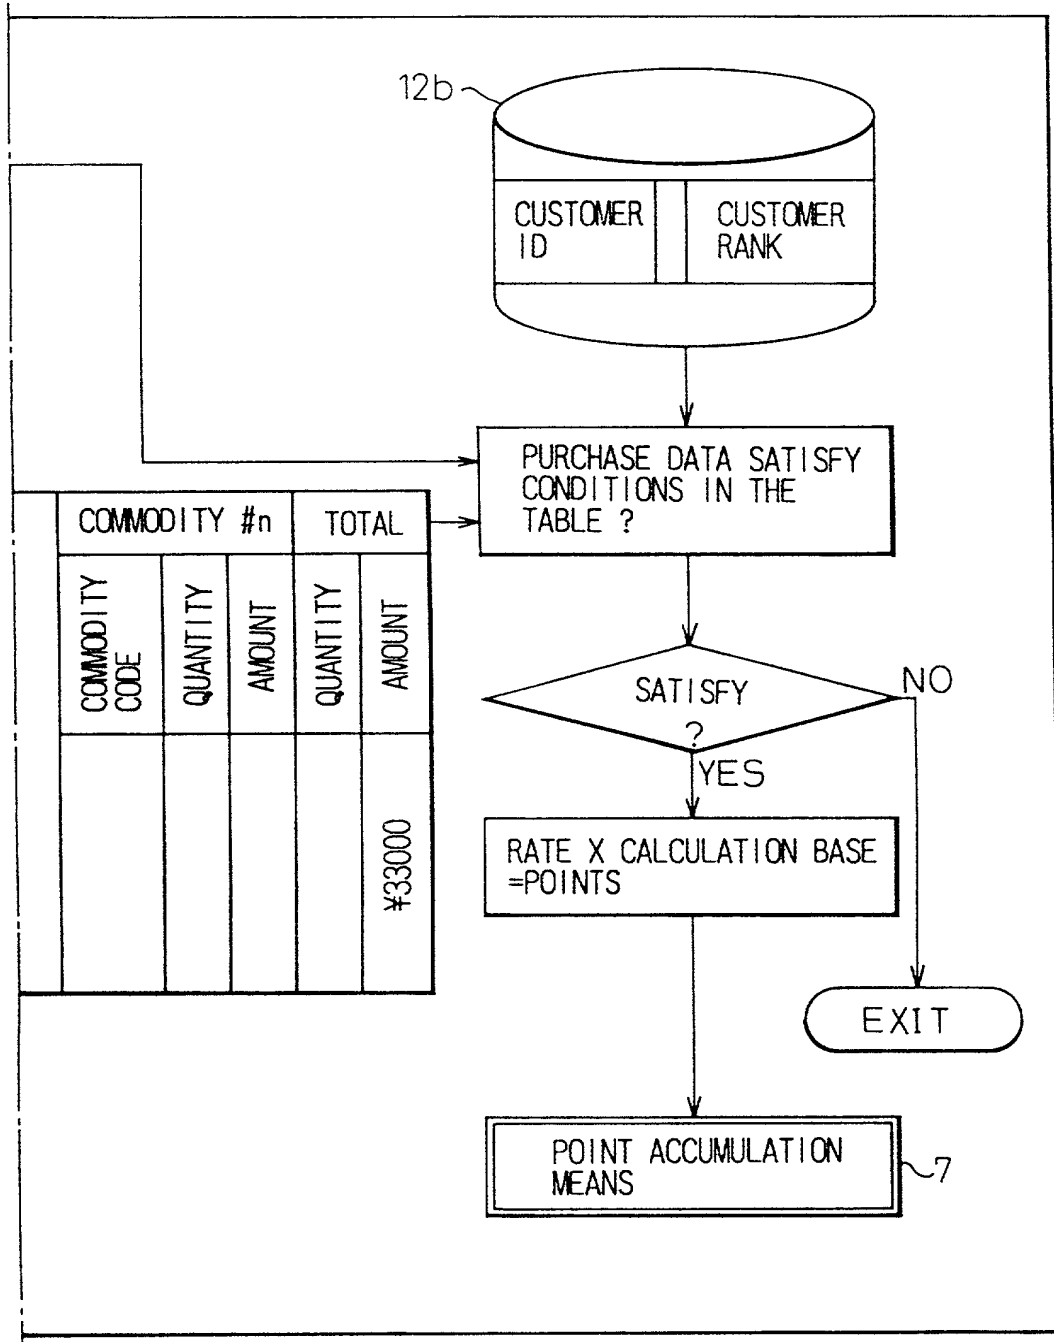 12b
CUSTOMER
ID
CUSTOMER
RANK
PURCHASE DATA SATISFY
CONDITIONS IN THE
TABLE ?
COMMODITY #n
TOTAL
COMMODITY
CODE
QUANTITY
AMOUNT
QUANTITY
AMOUNT
¥33000
SATISFY
?
NO
YES
RATE X CALCULATION BASE
=POINTS
EXIT
POINT ACCUMULATION
MEANS
7